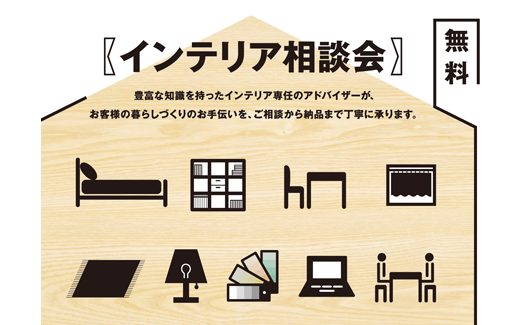 〖インテリア相談会〗
無料
豊富な知識を持ったインテリア専任のアドバイザーが、
お客様の暮らしづくりのお手伝いを、ご相談から納品まで丁寧に承ります。